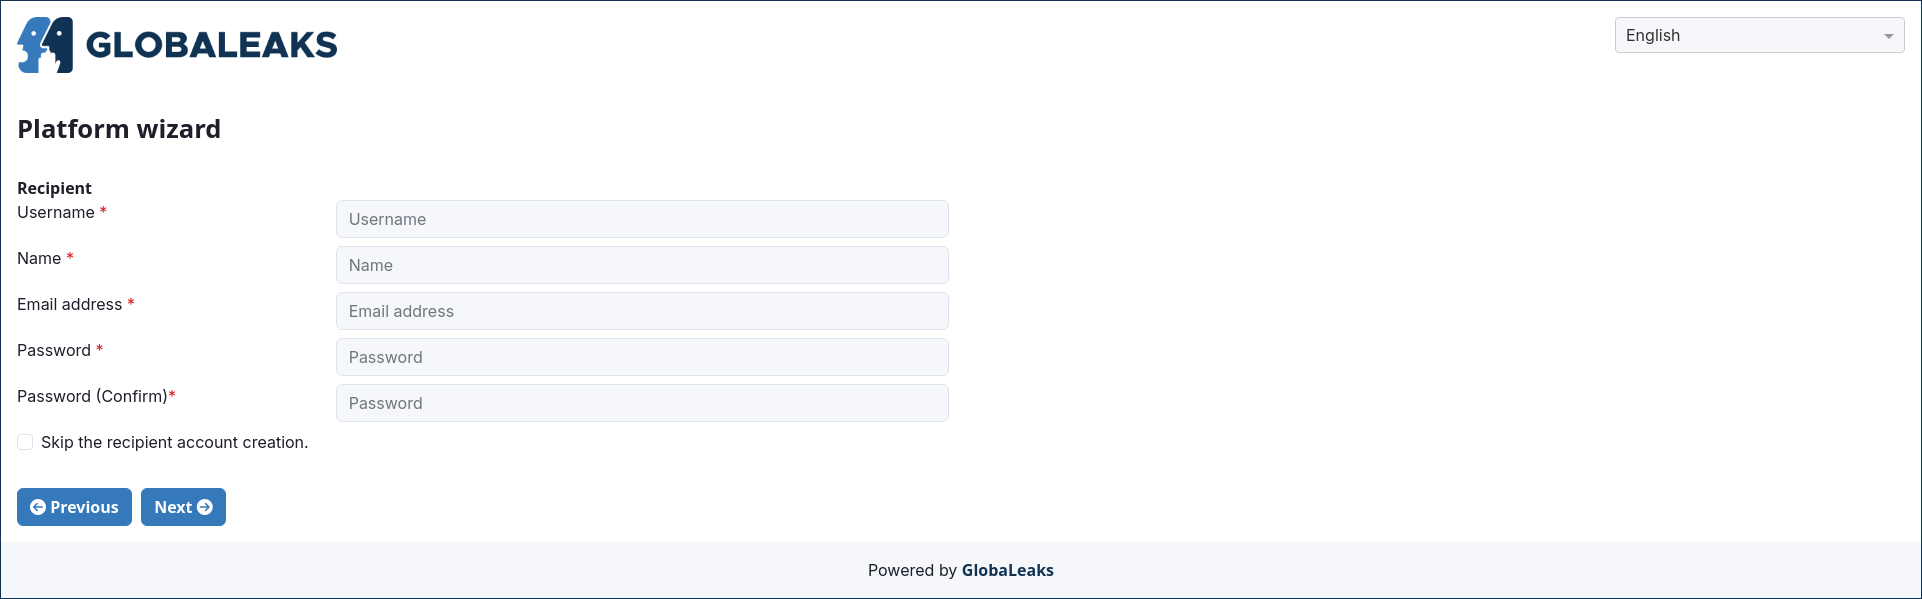 GLOBALEAKS
English
Platform wizard
Recipient
Username *
Username
Name *
Name
Email address *
Email address
Password *
Password
Password (Confirm)*
Password
Skip the recipient account creation.
Previous
Next
Powered by GlobaLeaks